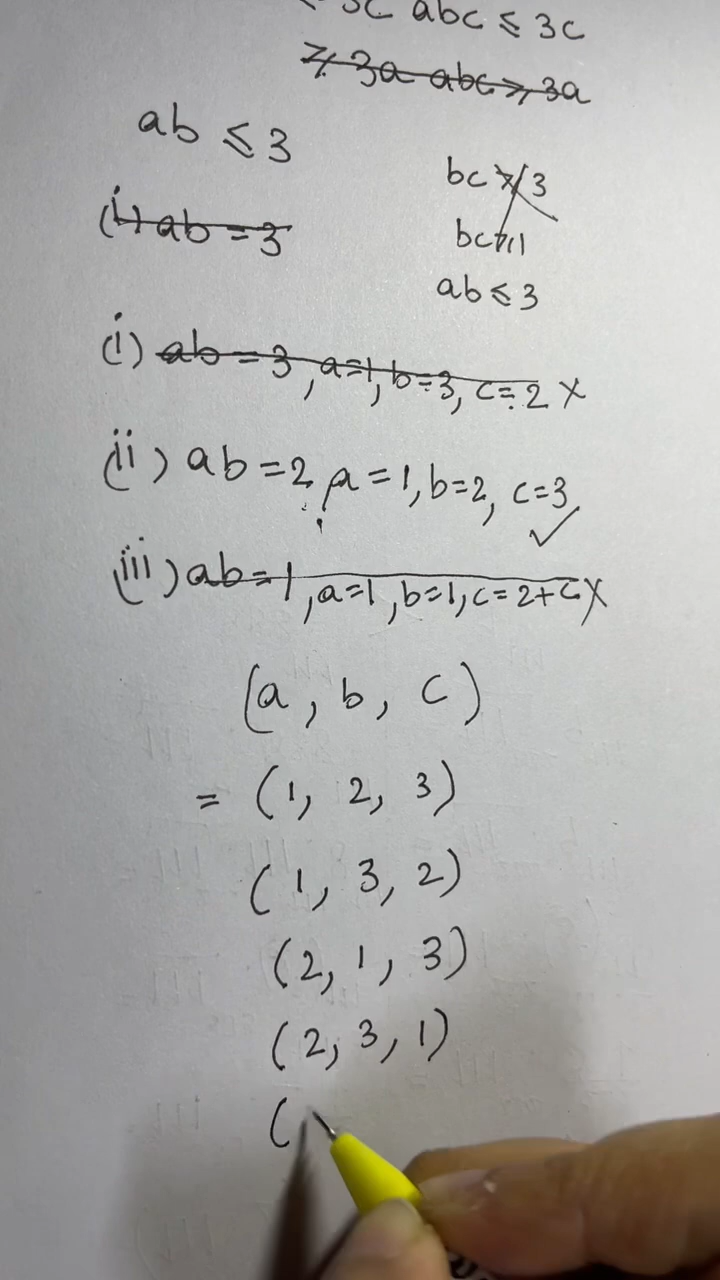 3c abc ≤ 3c
≥ 3a abc ≥ 3a
ab ≤ 3
bc ≥ 3
(i) ab = 3
bc ≥ 1
ab ≤ 3
(i) ab = 3, a=1, b=3, c=2 X
(ii) ab = 2, a=1, b=2, c=3 ✓
(iii) ab = 1, a=1, b=1, c=2+c X
(a, b, c)
= (1, 2, 3)
(1, 3, 2)
(2, 1, 3)
(2, 3, 1)
(